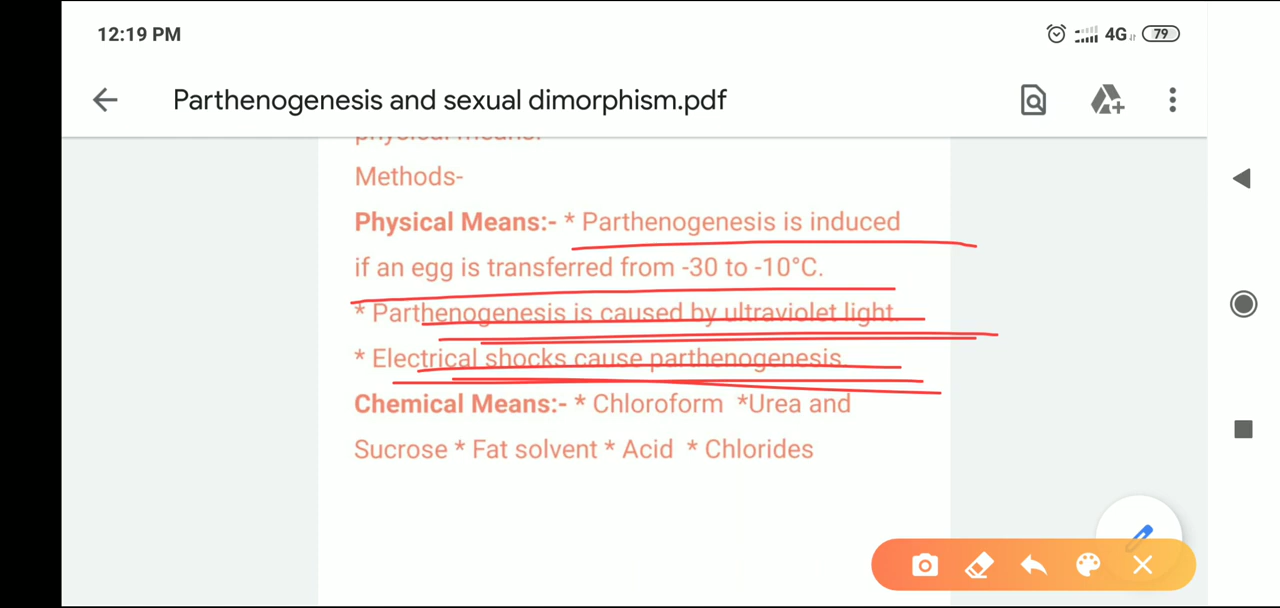 12:19 PM 4G 79
Parthenogenesis and sexual dimorphism.pdf
physical means.
Methods-
Physical Means:- * Parthenogenesis is induced
if an egg is transferred from -30 to -10°C.
* Parthenogenesis is caused by ultraviolet light.
* Electrical shocks cause parthenogenesis.
Chemical Means:- * Chloroform *Urea and
Sucrose * Fat solvent * Acid * Chlorides